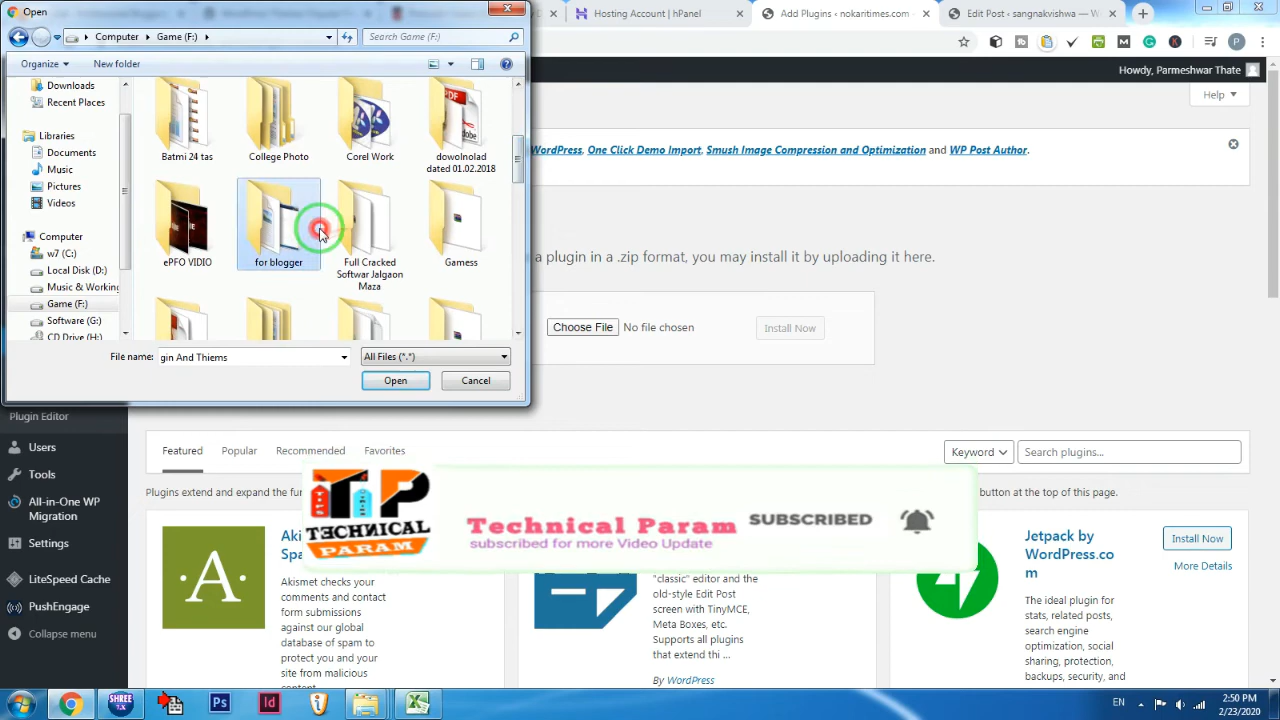 Open
Hosting Account | hPanel
Add Plugins ‹ nokaritimes.com —
Edit Post ‹ sangnakvishwa — W
Computer
Game (F:)
Search Game (F:)
P
Organize
New folder
Howdy, Parmeshwar Thate
Help
Downloads
Recent Places
Libraries
Documents
Music
Pictures
Videos
Computer
w7 (C:)
Local Disk (D:)
Music & Working
Game (F:)
Software (G:)
CD Drive (H:)
Batmi 24 tas
College Photo
Corel Work
PDF
Adobe
dowolnolad
dated 01.02.2018
ePFO VIDIO
for blogger
Full Cracked
Softwar Jalgaon
Maza
Gamess
File name:
gin And Thiems
All Files (*.*)
Open
Cancel
WordPress, One Click Demo Import, Smush Image Compression and Optimization and WP Post Author.
a plugin in a .zip format, you may install it by uploading it here.
Choose File
No file chosen
Install Now
Plugin Editor
Users
Tools
All-in-One WP
Migration
Settings
LiteSpeed Cache
PushEngage
Collapse menu
Featured
Popular
Recommended
Favorites
Keyword
Search plugins...
Plugins extend and expand the fun
button at the top of this page.
TP
TECHNICAL
PARAM
Technical Param
subscribed for more Video Update
SUBSCRIBED
A
Aki
Spa
Akismet checks your
comments and contact
form submissions
against our global
database of spam to
protect you and your
site from malicious
content.
"classic" editor and the
old-style Edit Post
screen with TinyMCE,
Meta Boxes, etc.
Supports all plugins
that extend thi ...
By WordPress
Jetpack by
WordPress.co
m
The ideal plugin for
stats, related posts,
search engine
optimization, social
sharing, protection,
backups, security, and
Install Now
More Details
SHREE
7.X
Ps
Id
EN
2:50 PM
2/23/2020